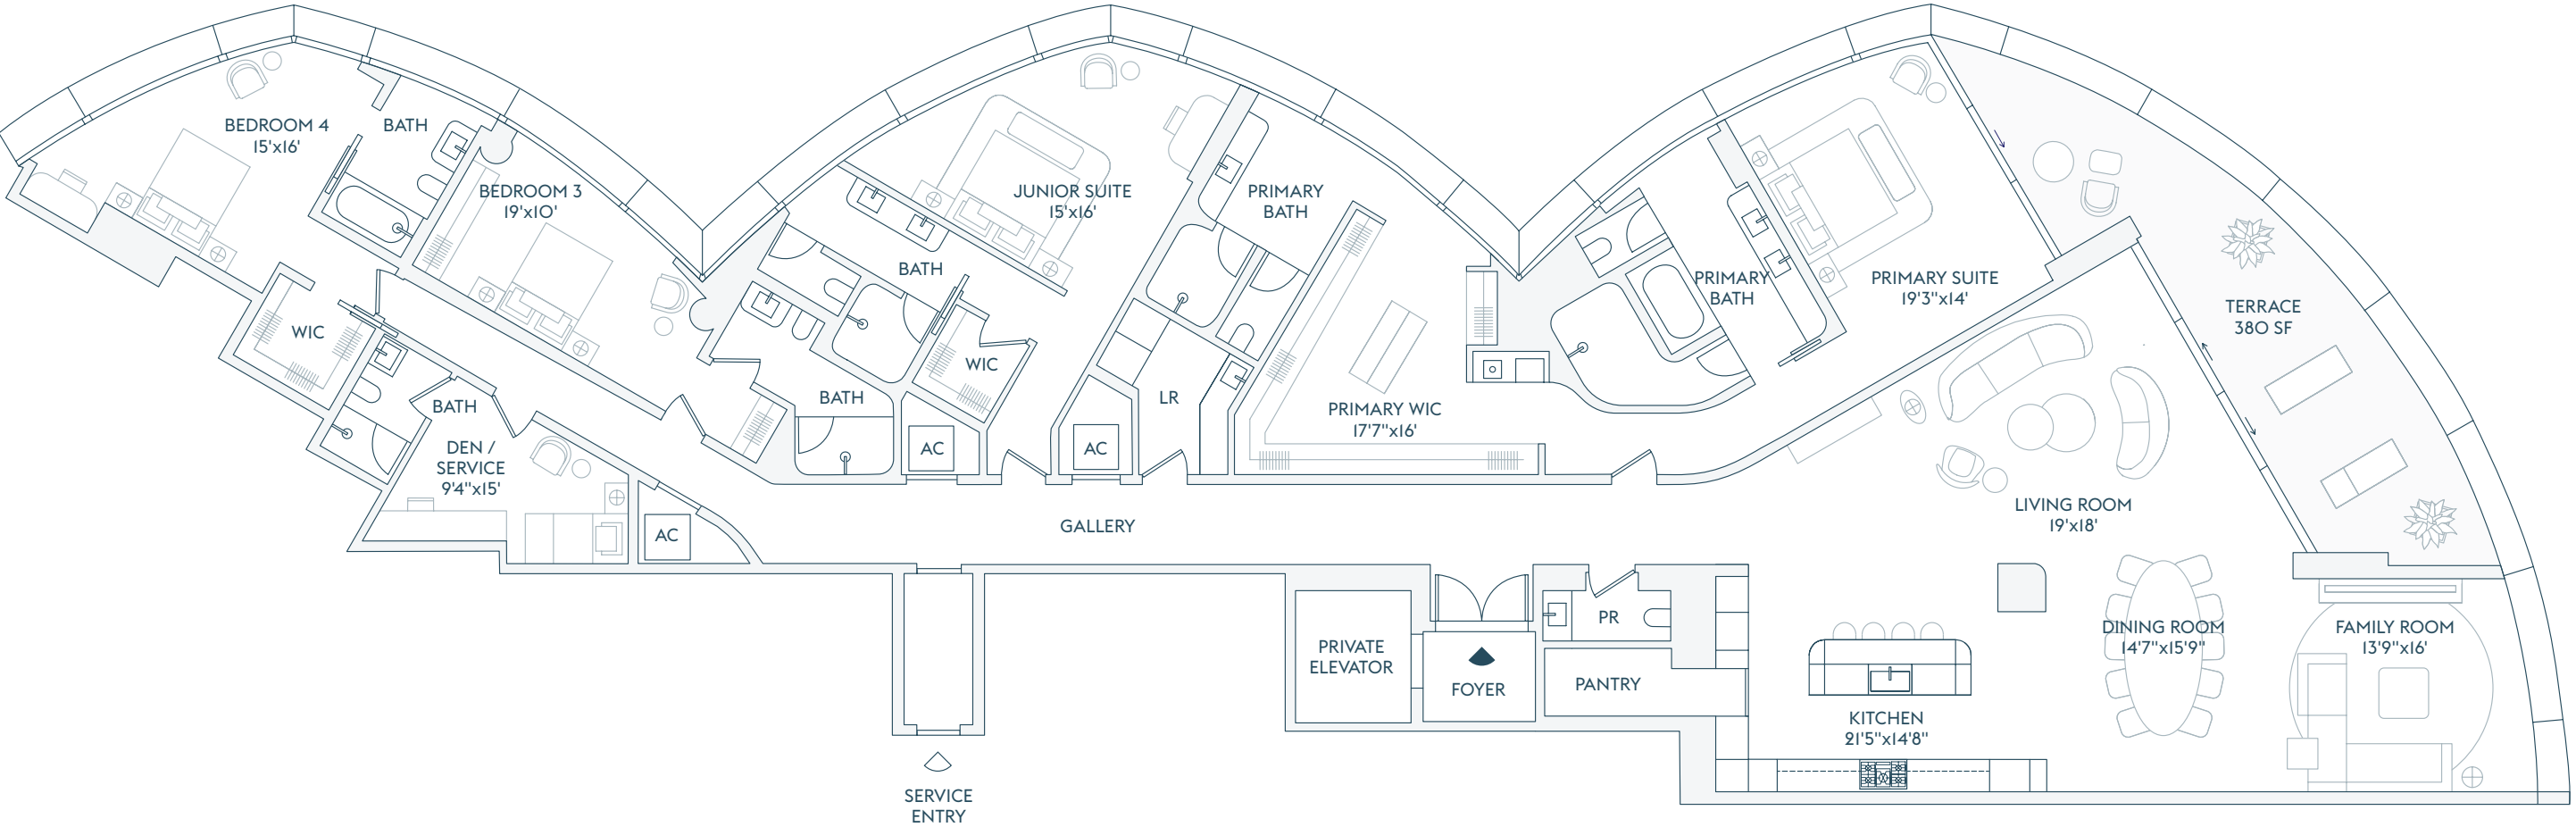 BEDROOM 4
15'x16'
BATH
BEDROOM 3
19'x10'
JUNIOR SUITE
15'x16'
PRIMARY
BATH
BATH
PRIMARY
BATH
PRIMARY SUITE
19'3"x14'
TERRACE
380 SF
WIC
WIC
BATH
BATH
LR
PRIMARY WIC
17'7"x16'
DEN /
SERVICE
9'4"x15'
AC
AC
AC
GALLERY
LIVING ROOM
19'x18'
PRIVATE
ELEVATOR
FOYER
PR
PANTRY
DINING ROOM
14'7"x15'9"
FAMILY ROOM
13'9"x16'
KITCHEN
21'5"x14'8"
SERVICE
ENTRY